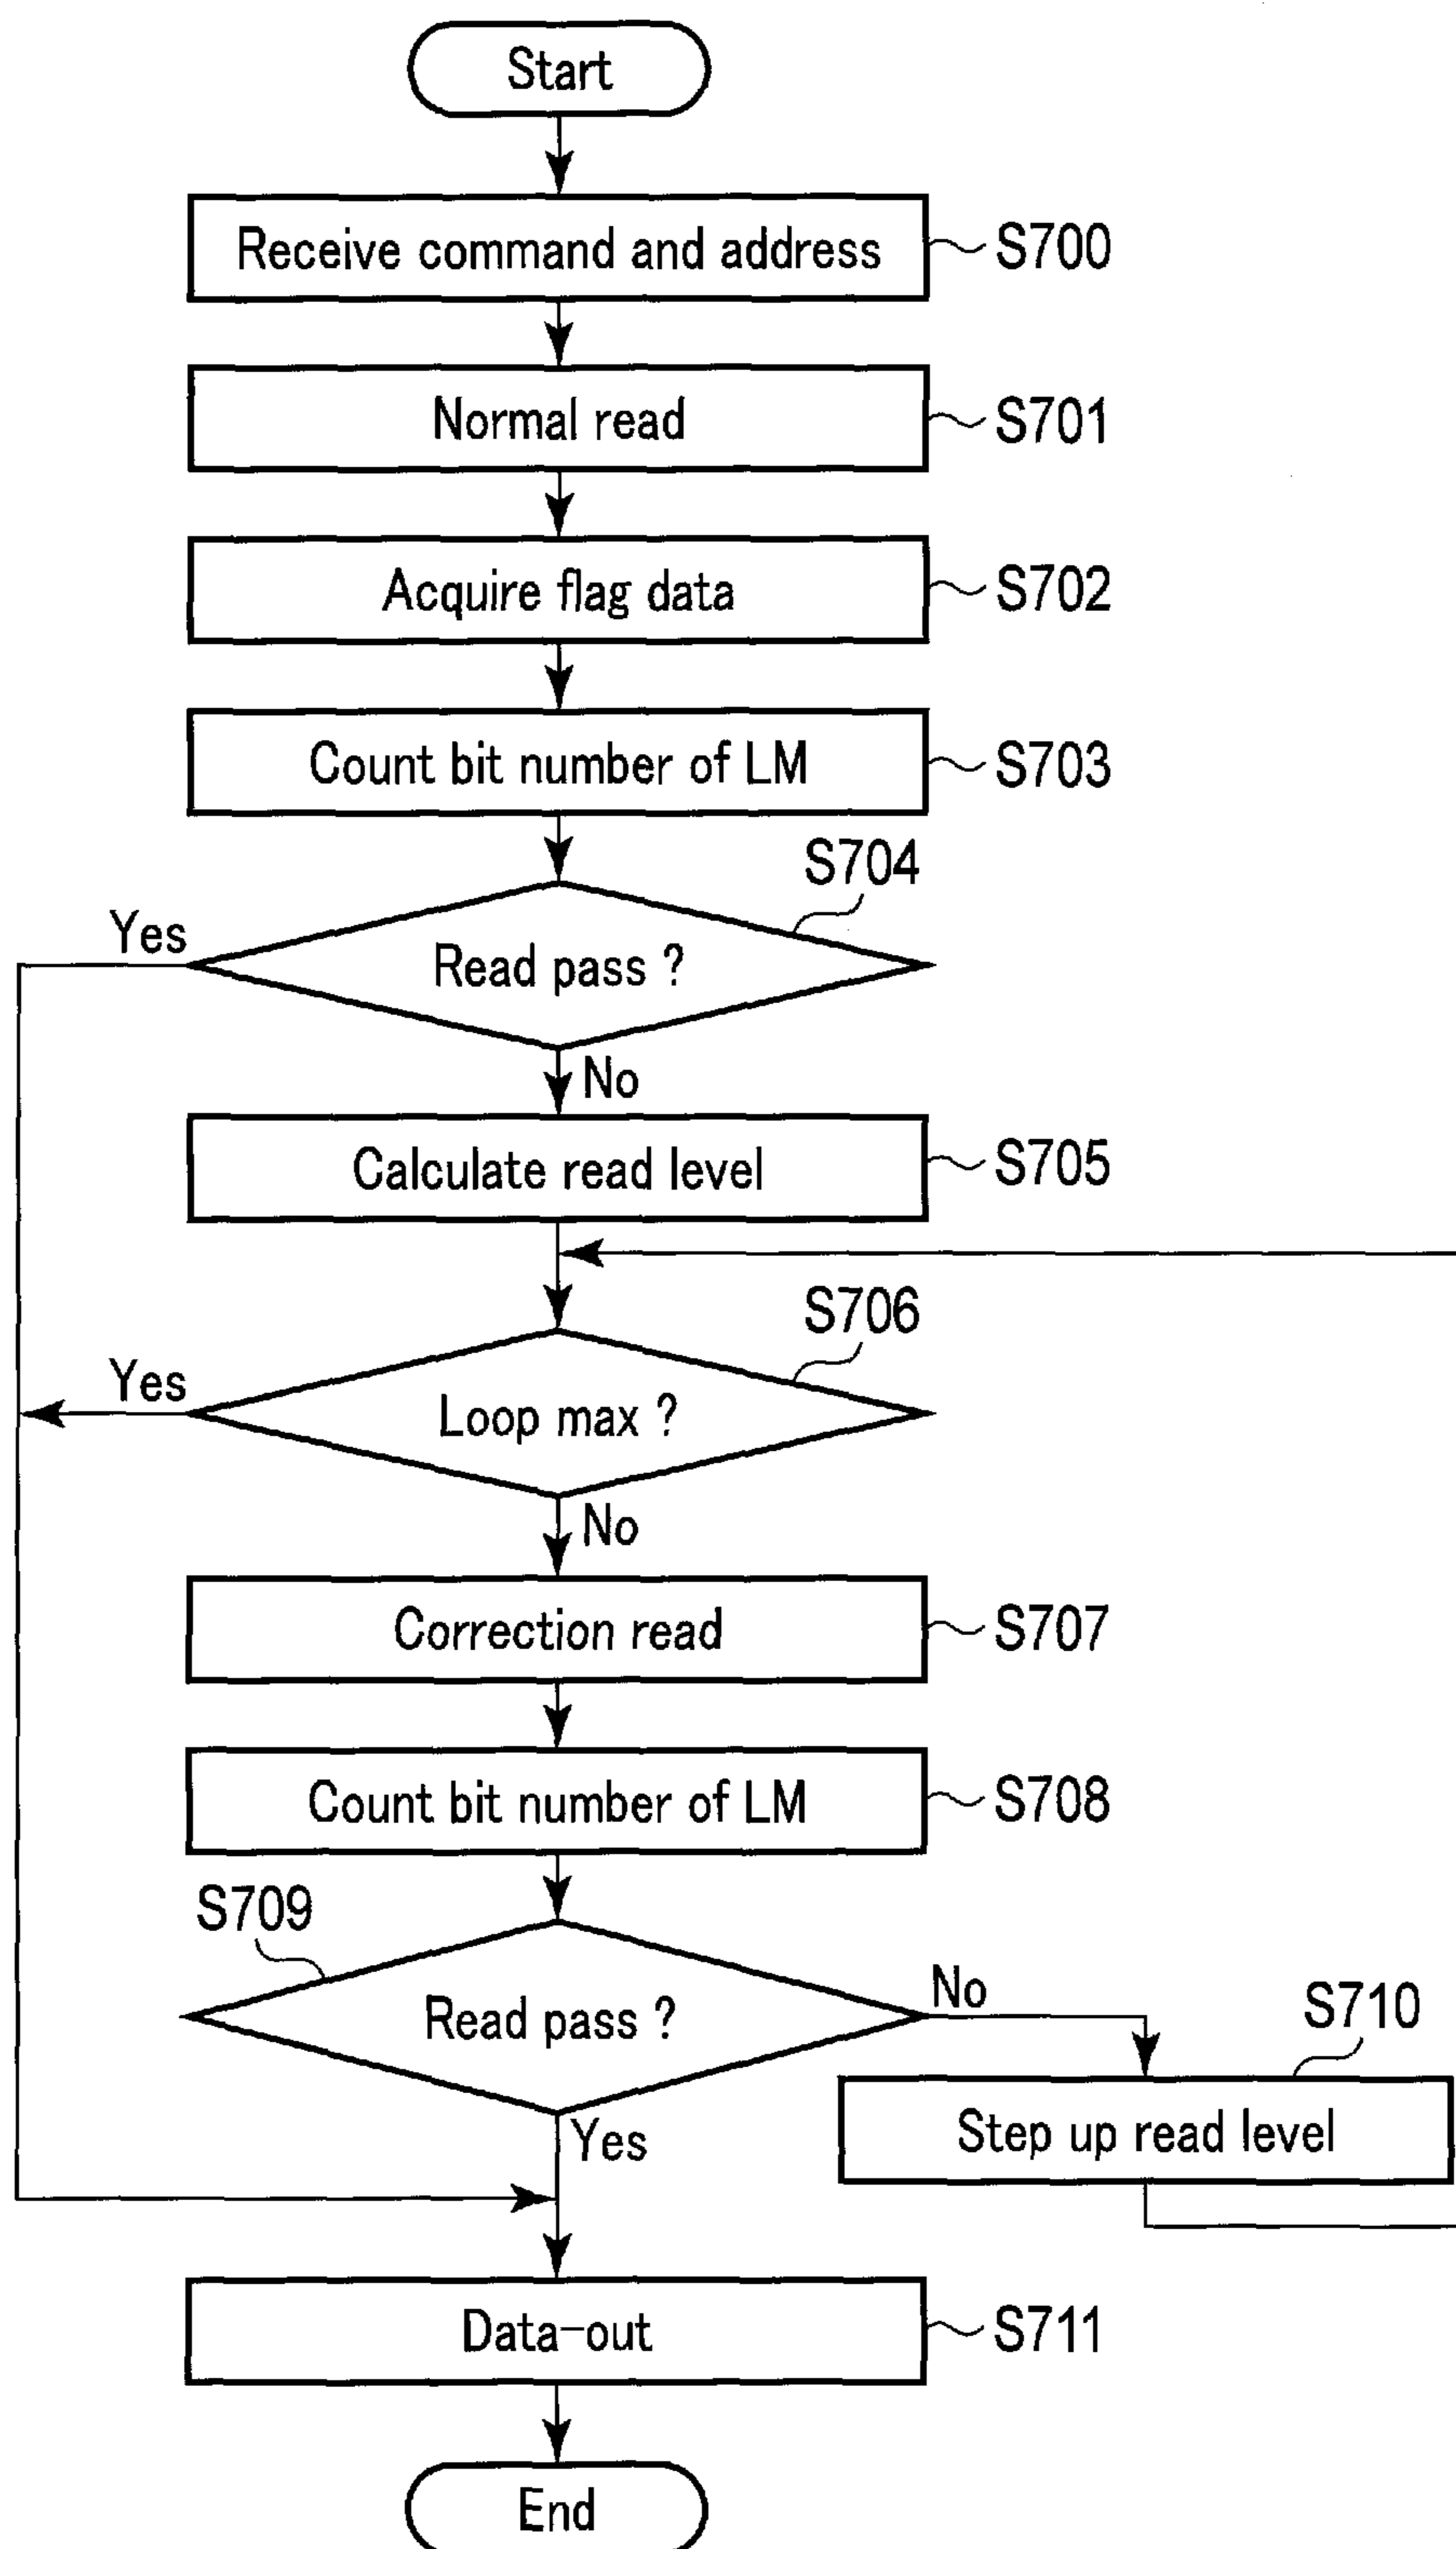 Start
Receive command and address
S700
Normal read
S701
Acquire flag data
S702
Count bit number of LM
S703
S704
Yes
Read pass ?
No
Calculate read level
S705
S706
Yes
Loop max ?
No
Correction read
S707
Count bit number of LM
S708
S709
Read pass ?
No
S710
Step up read level
Yes
Data-out
S711
End